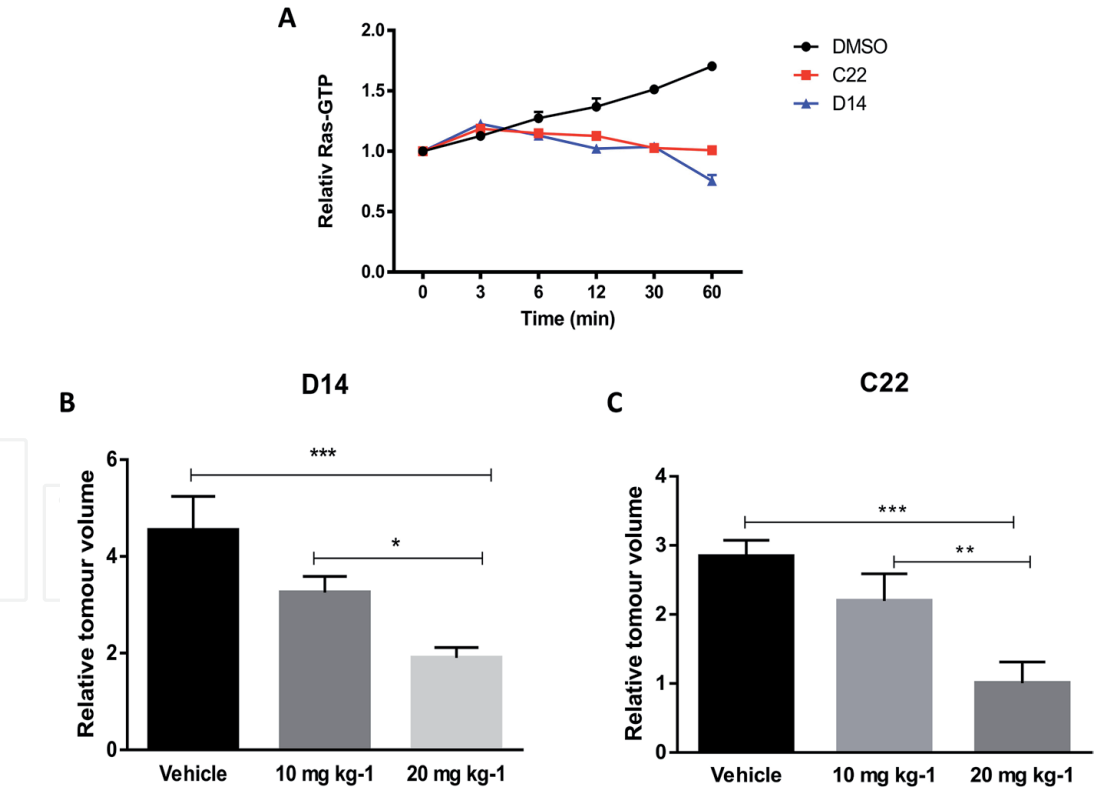 A
2.0
1.5
1.0
0.5
0.0
Relativ Ras-GTP
0 3 6 12 30 60
Time (min)
DMSO
C22
D14
B
D14
6
4
2
0
Relative tomour volume
***
*
Vehicle 10 mg kg-1 20 mg kg-1
C
C22
4
3
2
1
0
Relative tomour volume
***
**
Vehicle 10 mg kg-1 20 mg kg-1